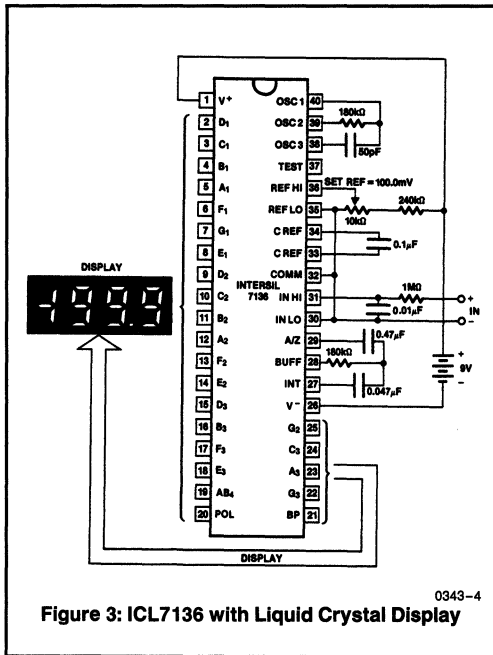 1 V+ OSC 1 40
2 D1 OSC 2 39 180kΩ
3 C1 OSC 3 38 50pF
4 B1 TEST 37
5 A1 REF HI 36 SET REF = 100.0mV
6 F1 REF LO 35 10kΩ 240kΩ
7 G1 C REF 34
8 E1 C REF 33 0.1μF
9 D2 COMM 32
DISPLAY
10 C2 INTERSIL 7136 IN HI 31 1MΩ + IN
11 B2 IN LO 30 0.01μF −
12 A2 A/Z 29 0.47μF
13 F2 BUFF 28 180kΩ + 9V
14 E2 INT 27 0.047μF −
15 D3 V− 26
16 B3 G2 25
17 F3 C3 24
18 E3 A3 23
19 AB4 G3 22
20 POL BP 21
-1999
DISPLAY
0343-4
Figure 3: ICL7136 with Liquid Crystal Display